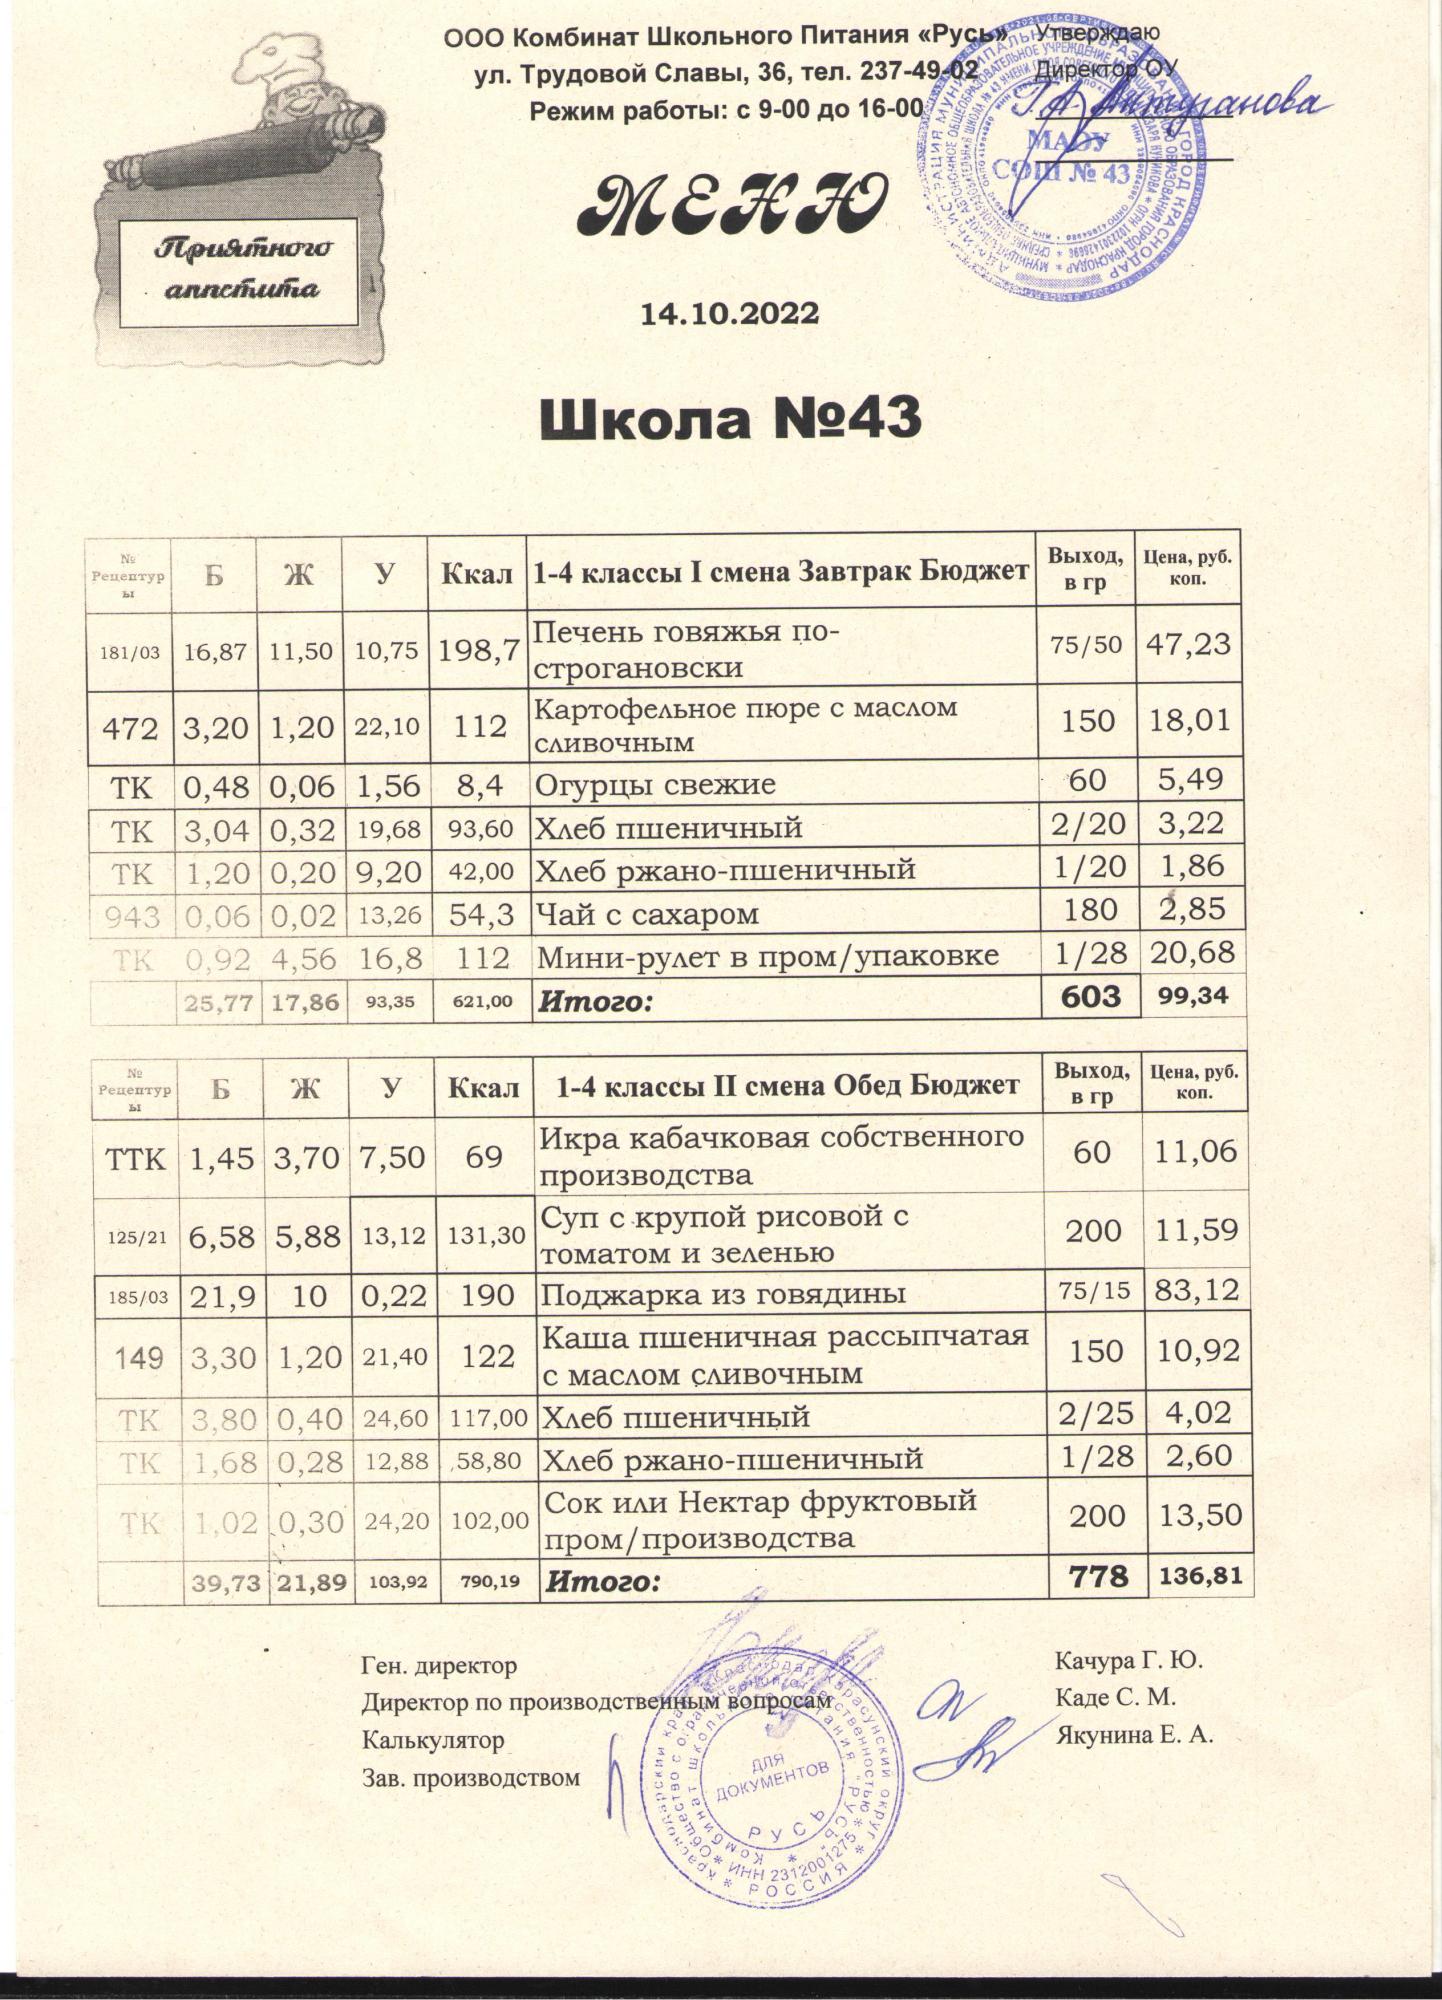 ООО Комбинат Школьного Питания «Русь»
ул. Трудовой Славы, 36, тел. 237-49-02
Режим работы: с 9-00 до 16-00
Утверждаю
Директор ОУ
МАОУ
СОШ № 43
Приятного
аппетита
МЕНЮ
14.10.2022
Школа №43
№ Рецептуры Б Ж У Ккал 1-4 классы I смена Завтрак Бюджет Выход, в гр Цена, руб. коп.
181/03 16,87 11,50 10,75 198,7 Печень говяжья по-строгановски 75/50 47,23
472 3,20 1,20 22,10 112 Картофельное пюре с маслом сливочным 150 18,01
ТК 0,48 0,06 1,56 8,4 Огурцы свежие 60 5,49
ТК 3,04 0,32 19,68 93,60 Хлеб пшеничный 2/20 3,22
ТК 1,20 0,20 9,20 42,00 Хлеб ржано-пшеничный 1/20 1,86
943 0,06 0,02 13,26 54,3 Чай с сахаром 180 2,85
ТК 0,92 4,56 16,8 112 Мини-рулет в пром/упаковке 1/28 20,68
25,77 17,86 93,35 621,00 Итого: 603 99,34
№ Рецептуры Б Ж У Ккал 1-4 классы II смена Обед Бюджет Выход, в гр Цена, руб. коп.
ТТК 1,45 3,70 7,50 69 Икра кабачковая собственного производства 60 11,06
125/21 6,58 5,88 13,12 131,30 Суп с крупой рисовой с томатом и зеленью 200 11,59
185/03 21,9 10 0,22 190 Поджарка из говядины 75/15 83,12
149 3,30 1,20 21,40 122 Каша пшеничная рассыпчатая с маслом сливочным 150 10,92
ТК 3,80 0,40 24,60 117,00 Хлеб пшеничный 2/25 4,02
ТК 1,68 0,28 12,88 58,80 Хлеб ржано-пшеничный 1/28 2,60
ТК 1,02 0,30 24,20 102,00 Сок или Нектар фруктовый пром/производства 200 13,50
39,73 21,89 103,92 790,19 Итого: 778 136,81
Ген. директор Качура Г. Ю.
Директор по производственным вопросам Каде С. М.
Калькулятор Якунина Е. А.
Зав. производством
ДЛЯ
ДОКУМЕНТОВ
РУСЬ
ИНН 2312001275
РОССИЯ